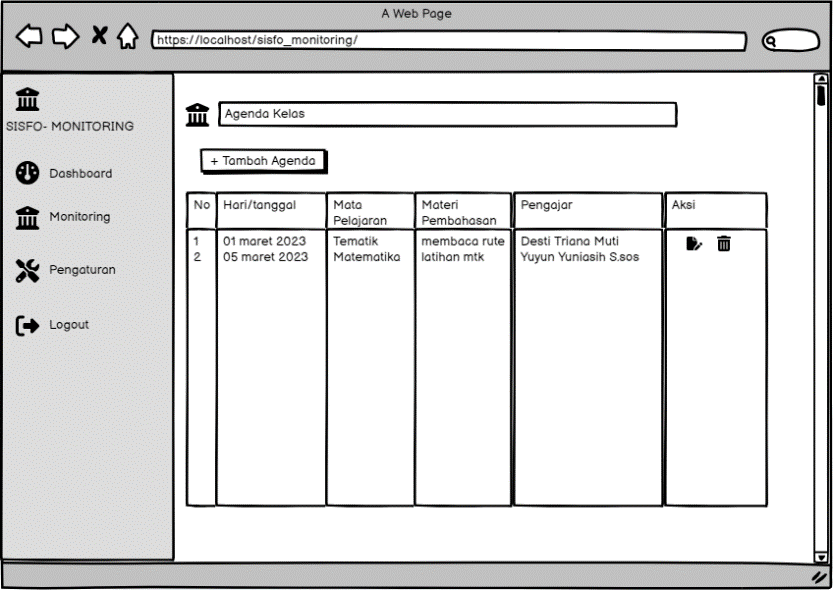 A Web Page
https://localhost/sisfo_monitoring/
SISFO- MONITORING
Dashboard
Monitoring
Pengaturan
Logout
Agenda Kelas
+ Tambah Agenda
No Hari/tanggal Mata Pelajaran Materi Pembahasan Pengajar Aksi
1 01 maret 2023 Tematik membaca rute Desti Triana Muti
2 05 maret 2023 Matematika latihan mtk Yuyun Yuniasih S.sos